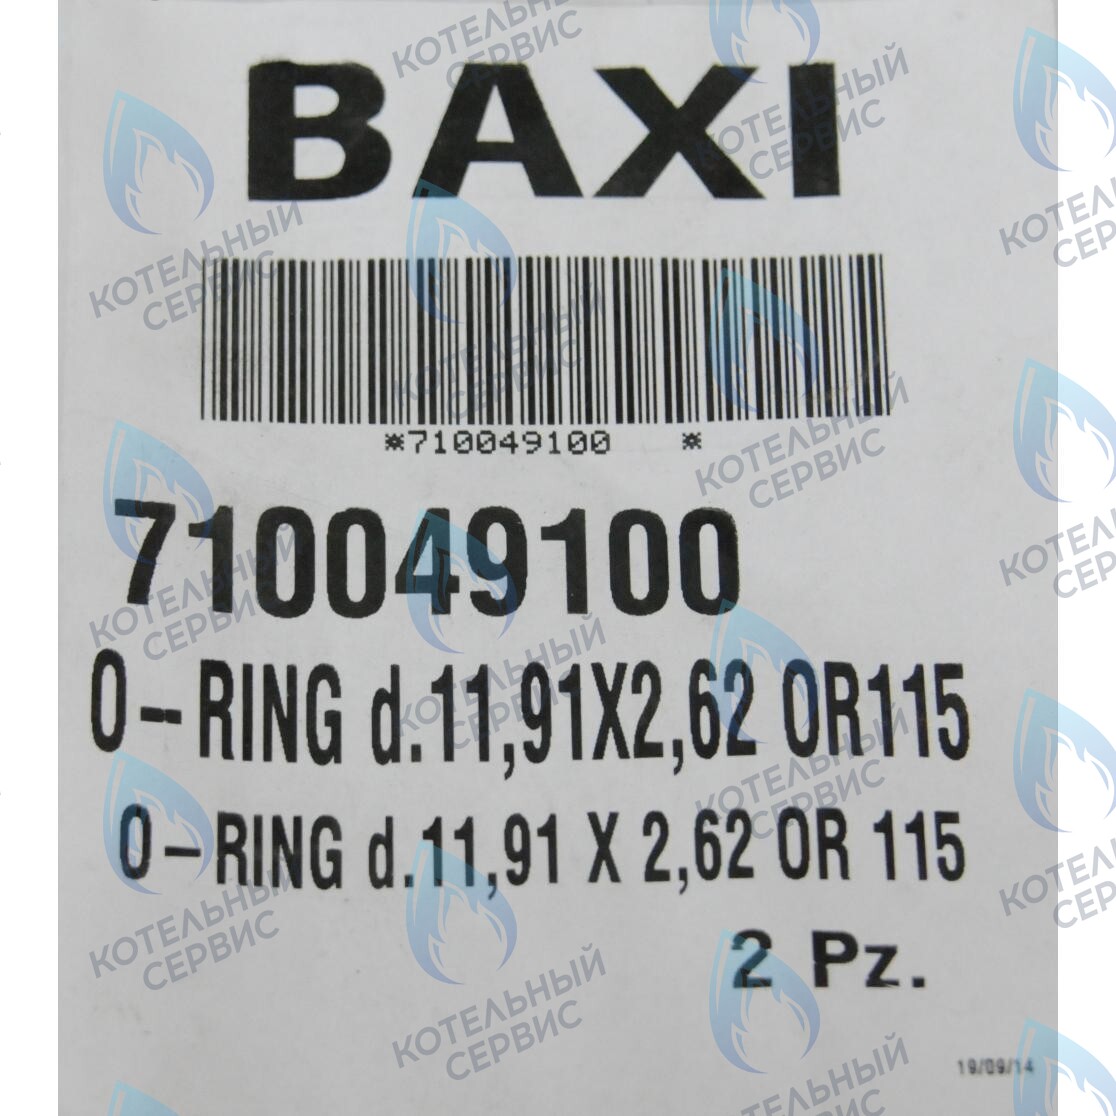 BAXI
*710049100 *
710049100
O-RING d.11,91X2,62 OR115
O-RING d.11,91 X 2,62 OR 115
2 Pz.
19/09/14
КОТЕЛЬНЫЙ
СЕРВИС